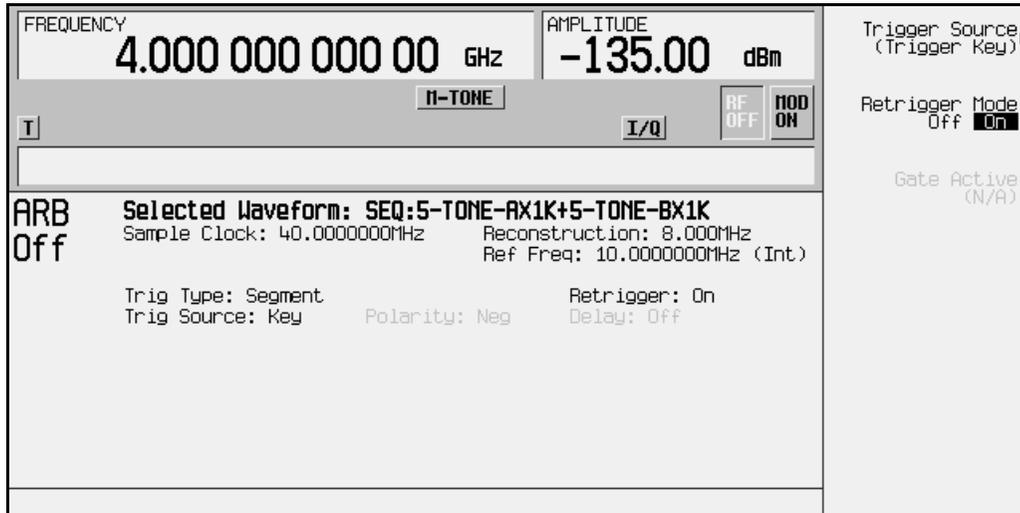 FREQUENCY
4.000 000 000 00 GHz
AMPLITUDE
-135.00 dBm
M-TONE
T
I/Q
RF OFF
MOD ON
ARB Off
Selected Waveform: SEQ:5-TONE-AX1K+5-TONE-BX1K
Sample Clock: 40.0000000MHz Reconstruction: 8.000MHz
Ref Freq: 10.0000000MHz (Int)
Trig Type: Segment Retrigger: On
Trig Source: Key Polarity: Neg Delay: Off
Trigger Source
(Trigger Key)
Retrigger Mode
Off On
Gate Active
(N/A)